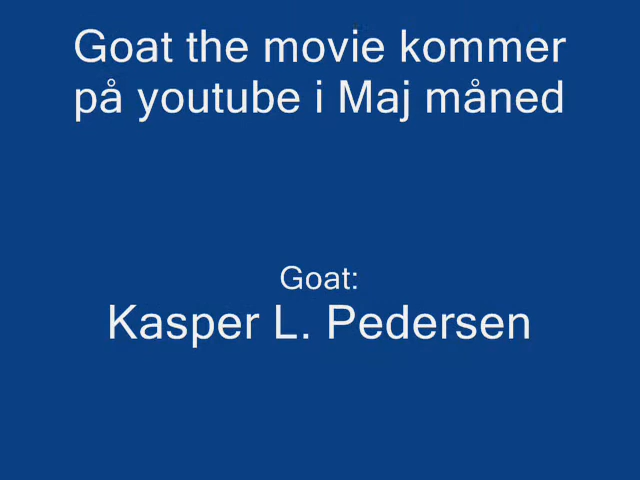 Goat the movie kommer
på youtube i Maj måned
Goat:
Kasper L. Pedersen